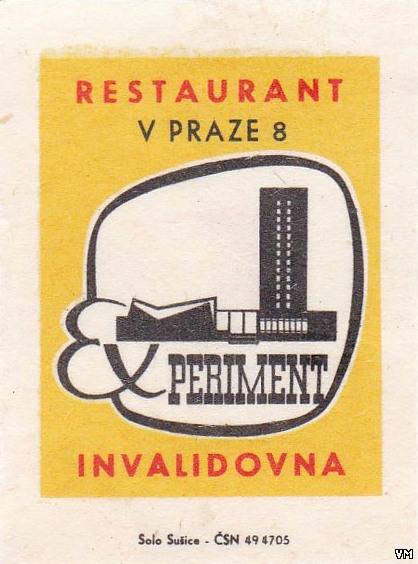 RESTAURANT
V PRAZE 8
EXPERIMENT
INVALIDOVNA
Solo Sušice - ČSN 49 4705
VM